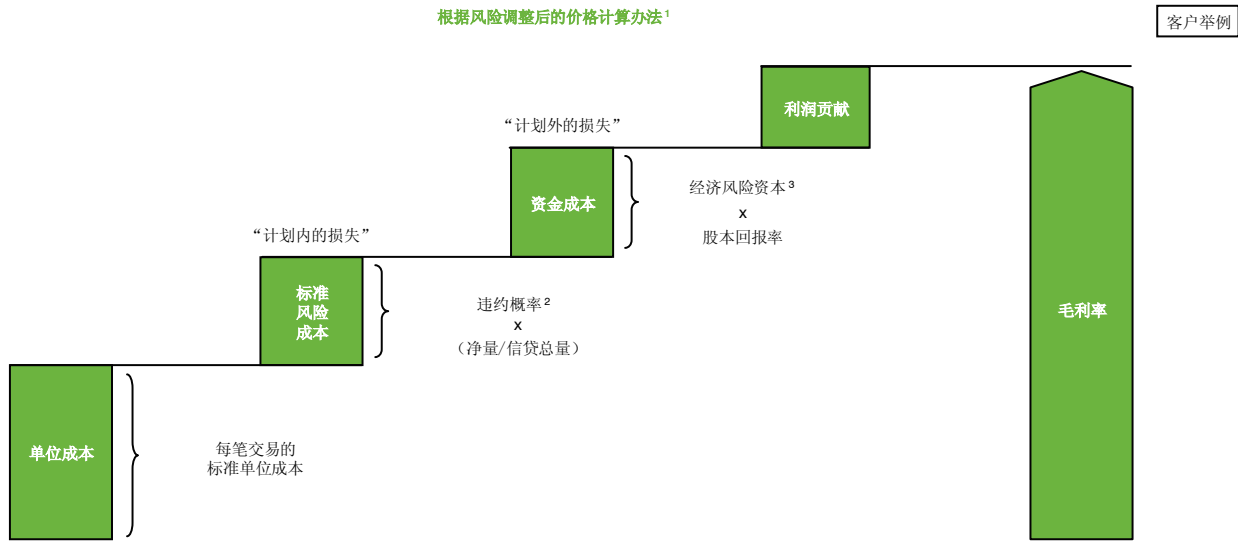 根据风险调整后的价格计算办法¹
客户举例
利润贡献
“计划外的损失”
资金成本
经济风险资本³
x
股本回报率
“计划内的损失”
标准
风险
成本
违约概率²
x
（净量/信贷总量）
毛利率
单位成本
每笔交易的
标准单位成本